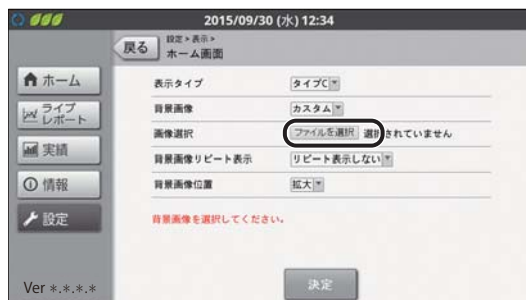 2015/09/30 (水) 12:34
戻る
設定＞表示＞
ホーム画面
ホーム
ライブ
レポート
実績
情報
設定
Ver *.*.*.*
表示タイプ タイプC
背景画像 カスタム
画像選択 ファイルを選択 選択されていません
背景画像リピート表示 リピート表示しない
背景画像位置 拡大
背景画像を選択してください。
決定